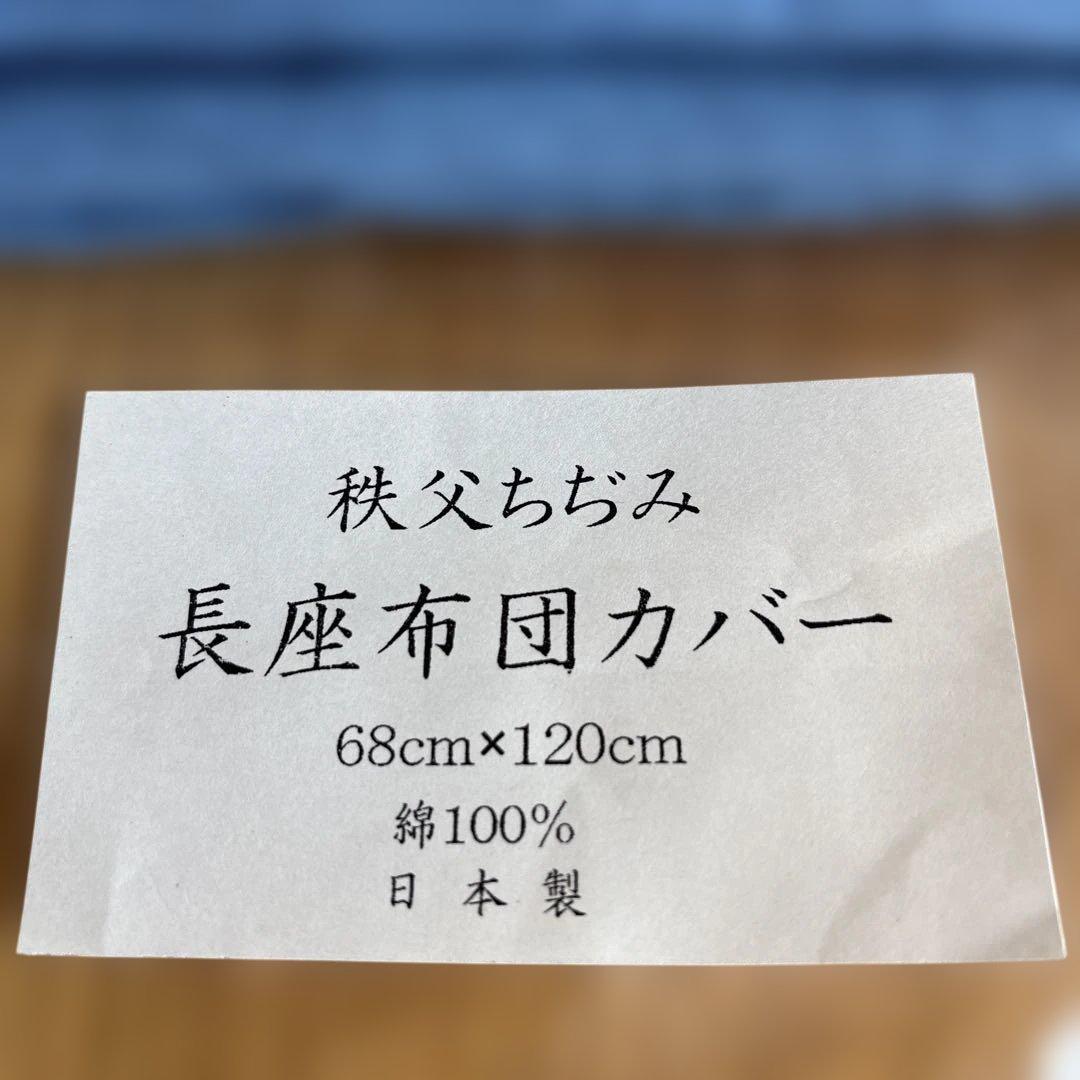 秩父ちぢみ
長座布団カバー
68cm×120cm
綿100%
日本製